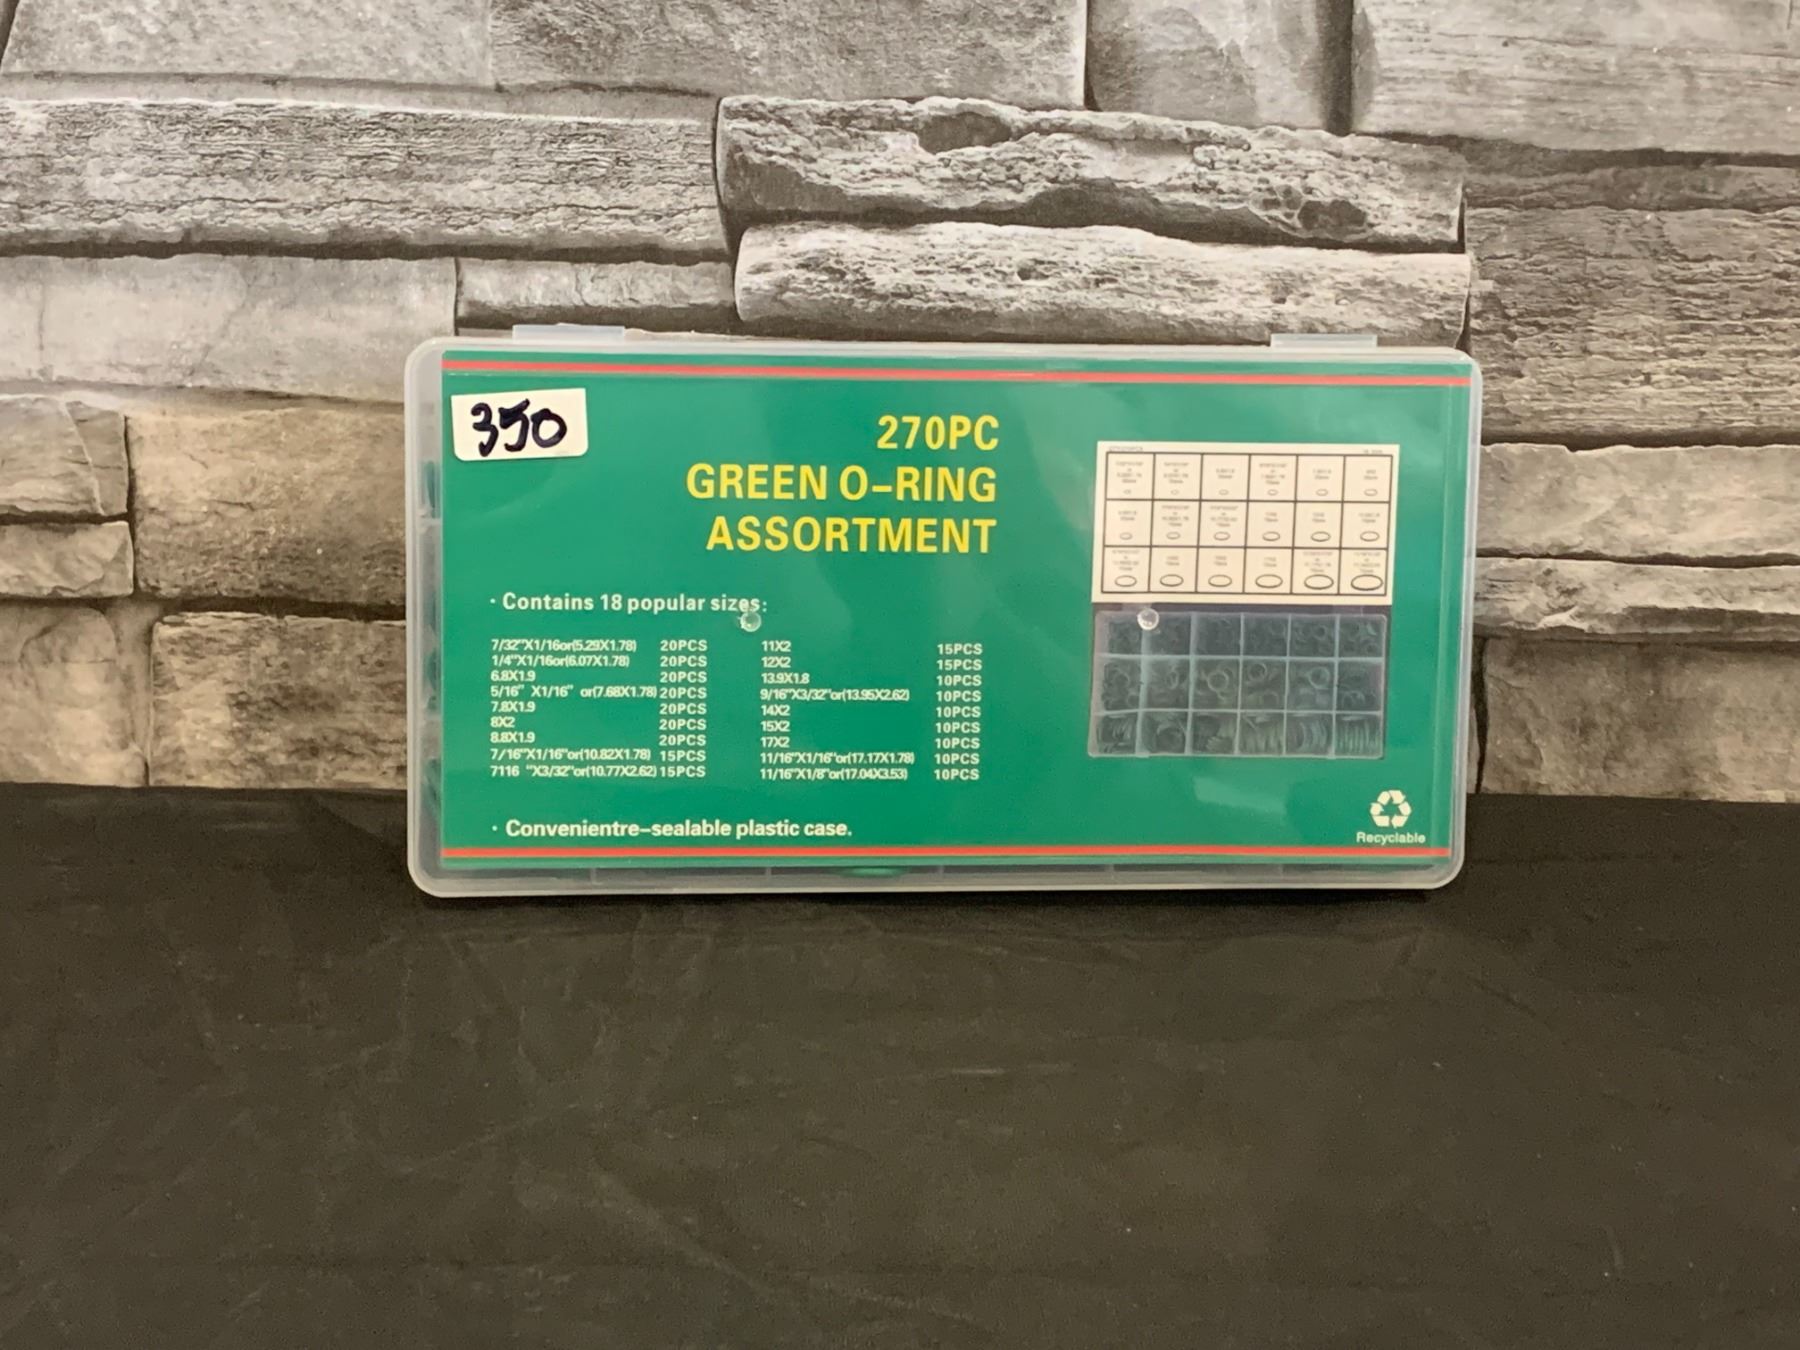 350
270PC
GREEN O-RING
ASSORTMENT
· Contains 18 popular sizes:
7/32"X1/16or(5.29X1.78) 20PCS
1/4"X1/16or(6.07X1.78) 20PCS
6.8X1.9 20PCS
5/16" X1/16" or(7.68X1.78) 20PCS
7.8X1.9 20PCS
8X2 20PCS
8.8X1.9 20PCS
7/16"X1/16"or(10.82X1.78) 15PCS
7116 "X3/32"or(10.77X2.62) 15PCS
11X2 15PCS
12X2 15PCS
13.9X1.8 10PCS
9/16"X3/32"or(13.95X2.62) 10PCS
14X2 10PCS
15X2 10PCS
17X2 10PCS
11/16"X1/16"or(17.17X1.78) 10PCS
11/16"X1/8"or(17.04X3.53) 10PCS
· Convenientre-sealable plastic case.
Recyclable